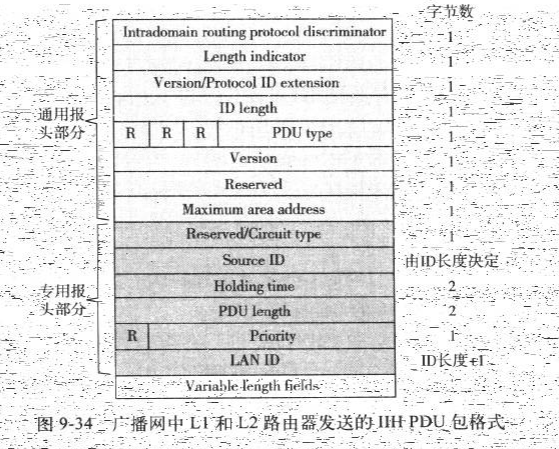 字节数
Intradomain routing protocol discriminator 1
Length indicator 1
Version/Protocol ID extension 1
ID length 1
通用报
头部分
R R R PDU type 1
Version 1
Reserved 1
Maximum area address 1
Reserved/Circuit type 1
Source ID 由ID长度决定
专用报
头部分
Holding time 2
PDU length 2
R Priority 1
LAN ID ID长度+1
Variable length fields
图 9-34 广播网中 L1 和 L2 路由器发送的 IIH PDU 包格式